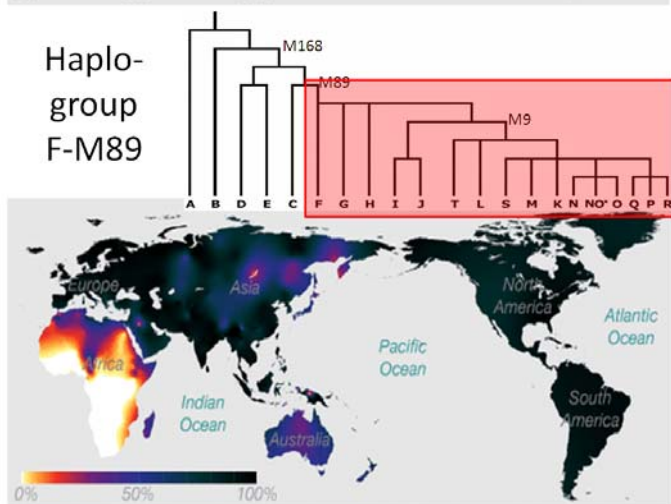 Haplo-
group
F-M89
M168
M89
M9
A B D E C F G H I J T L S M K N NO* O Q P R
Europe
Asia
Africa
Indian
Ocean
Australia
Pacific
Ocean
North
America
Atlantic
Ocean
South
America
0% 50% 100%